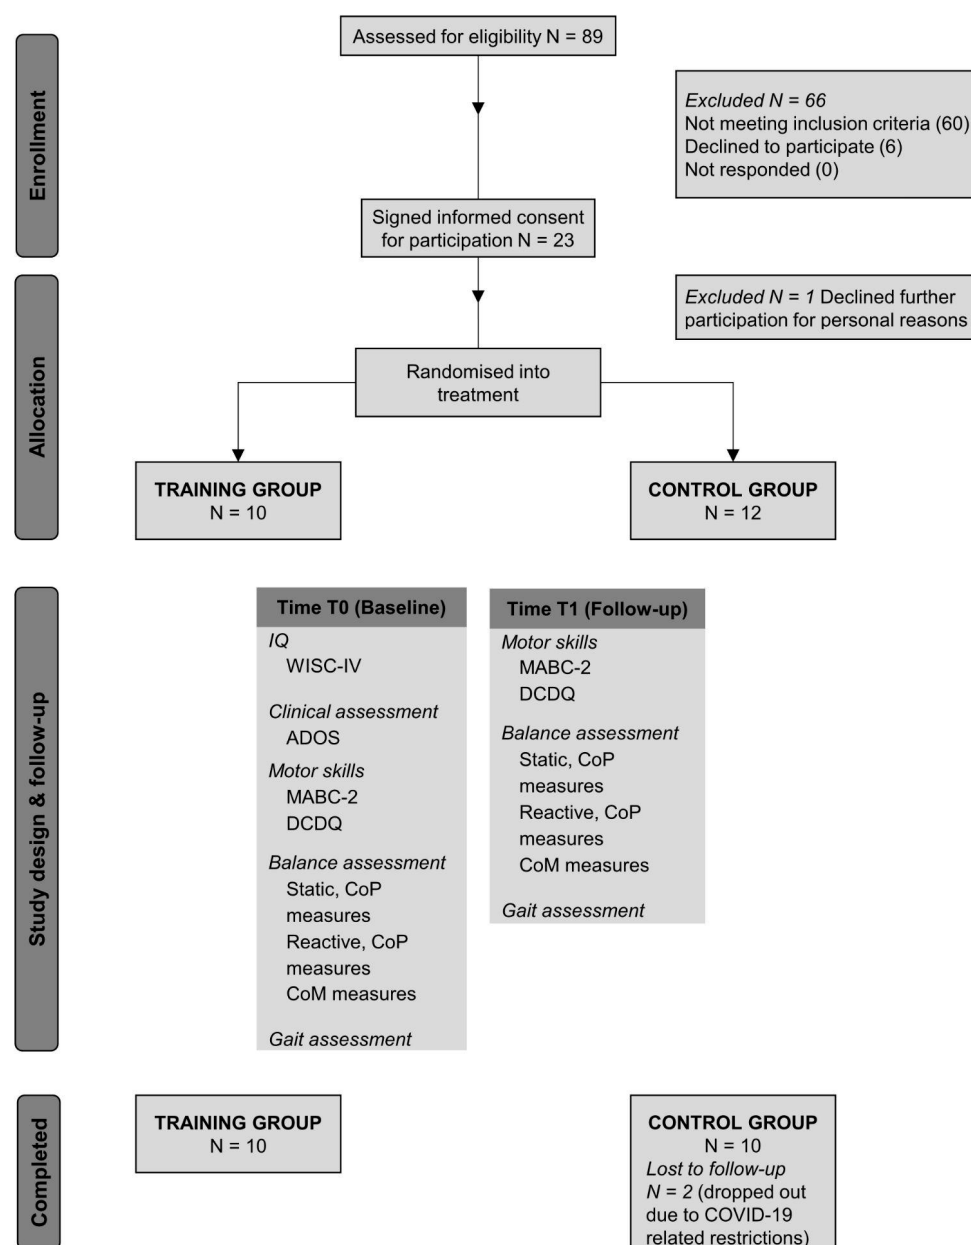 Enrollment
Assessed for eligibility N = 89
Excluded N = 66
Not meeting inclusion criteria (60)
Declined to participate (6)
Not responded (0)
Signed informed consent
for participation N = 23
Allocation
Excluded N = 1 Declined further
participation for personal reasons
Randomised into
treatment
TRAINING GROUP
N = 10
CONTROL GROUP
N = 12
Study design & follow-up
Time T0 (Baseline)
IQ
WISC-IV
Clinical assessment
ADOS
Motor skills
MABC-2
DCDQ
Balance assessment
Static, CoP
measures
Reactive, CoP
measures
CoM measures
Gait assessment
Time T1 (Follow-up)
Motor skills
MABC-2
DCDQ
Balance assessment
Static, CoP
measures
Reactive, CoP
measures
CoM measures
Gait assessment
Completed
TRAINING GROUP
N = 10
CONTROL GROUP
N = 10
Lost to follow-up
N = 2 (dropped out
due to COVID-19
related restrictions)